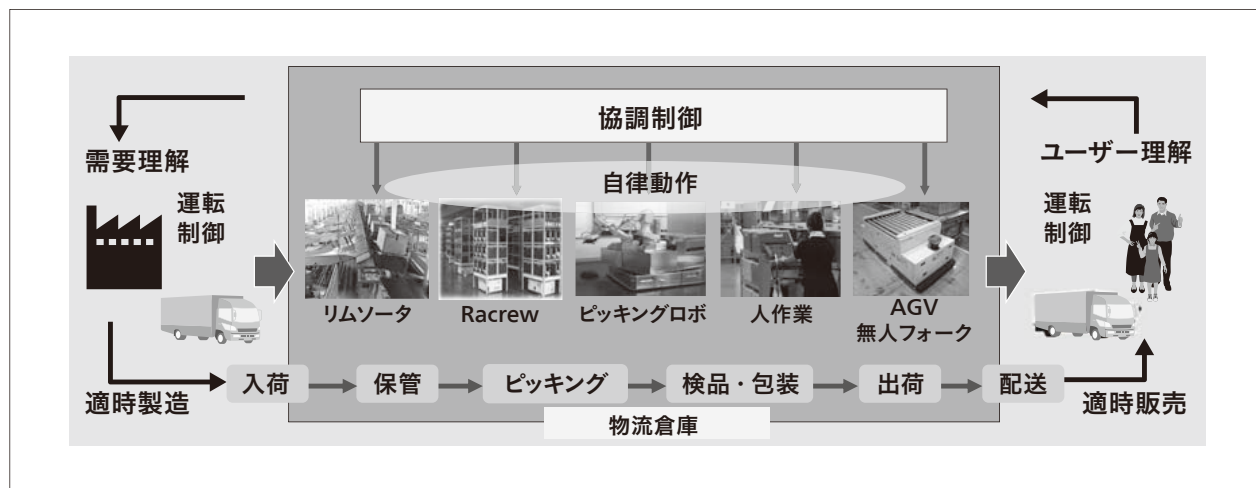 協調制御
自律動作
需要理解
ユーザー理解
運転
制御
運転
制御
リムソータ
Racrew
ピッキングロボ
人作業
AGV
無人フォーク
入荷
保管
ピッキング
検品・包装
出荷
配送
適時製造
適時販売
物流倉庫